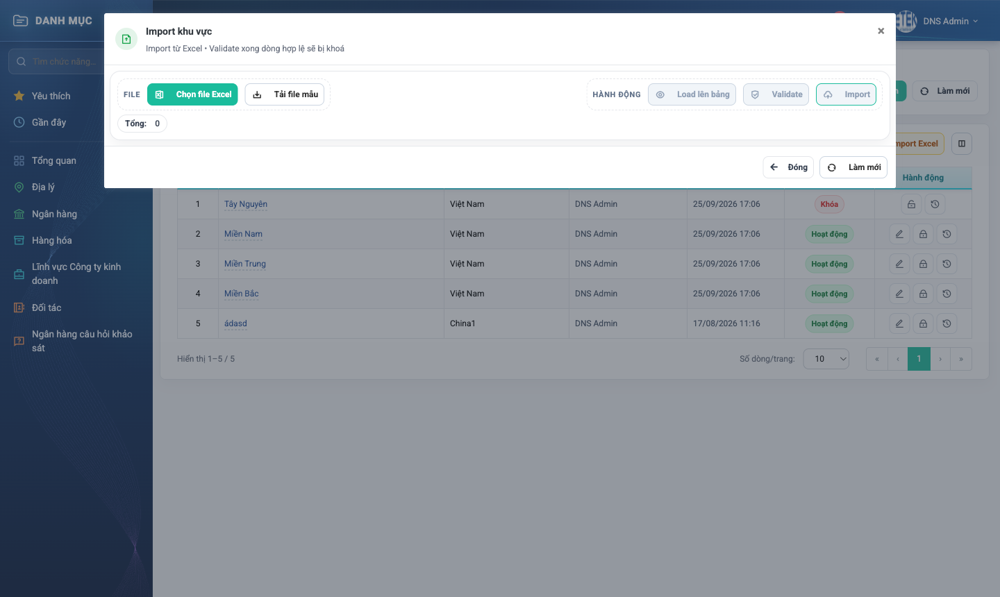 DANH MỤC
Tìm chức năng...
Yêu thích
Gần đây
Tổng quan
Địa lý
Ngân hàng
Hàng hóa
Lĩnh vực Công ty kinh
doanh
Đối tác
Ngân hàng câu hỏi khảo
sát
DNS Admin
Import khu vực
Import từ Excel • Validate xong dòng hợp lệ sẽ bị khoá
FILE Chọn file Excel Tải file mẫu HÀNH ĐỘNG Load lên bảng Validate Import
Tổng: 0
Đóng Làm mới
Làm mới
Import Excel
Hành động
1 Tây Nguyên Việt Nam DNS Admin 25/09/2026 17:06 Khóa
2 Miền Nam Việt Nam DNS Admin 25/09/2026 17:06 Hoạt động
3 Miền Trung Việt Nam DNS Admin 25/09/2026 17:06 Hoạt động
4 Miền Bắc Việt Nam DNS Admin 25/09/2026 17:06 Hoạt động
5 ádasd China1 DNS Admin 17/08/2026 11:16 Hoạt động
Hiển thị 1–5 / 5 Số dòng/trang: 10 « ‹ 1 › »